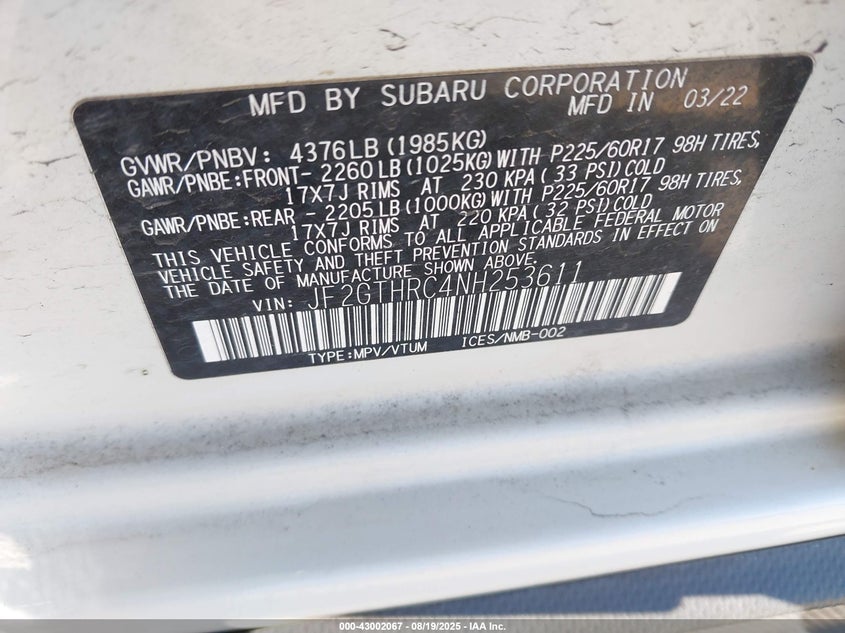 MFD BY SUBARU CORPORATION
MFD IN 03/22
GVWR/PNBV: 4376LB(1985KG)
GAWR/PNBE:FRONT- 2260LB(1025KG)WITH P225/60R17 98H TIRES,
17X7J RIMS AT 230 KPA( 33 PSI)COLD
GAWR/PNBE:REAR - 2205LB(1000KG)WITH P225/60R17 98H TIRES,
17X7J RIMS AT 220 KPA( 32 PSI)COLD
THIS VEHICLE CONFORMS TO ALL APPLICABLE FEDERAL MOTOR
VEHICLE SAFETY AND THEFT PREVENTION STANDARDS IN EFFECT ON
THE DATE OF MANUFACTURE SHOWN ABOVE.
VIN: JF2GTHRC4NH253611
TYPE:MPV/VTUM ICES/NMB-002
000-43002067 - 08/19/2025 - IAA Inc.